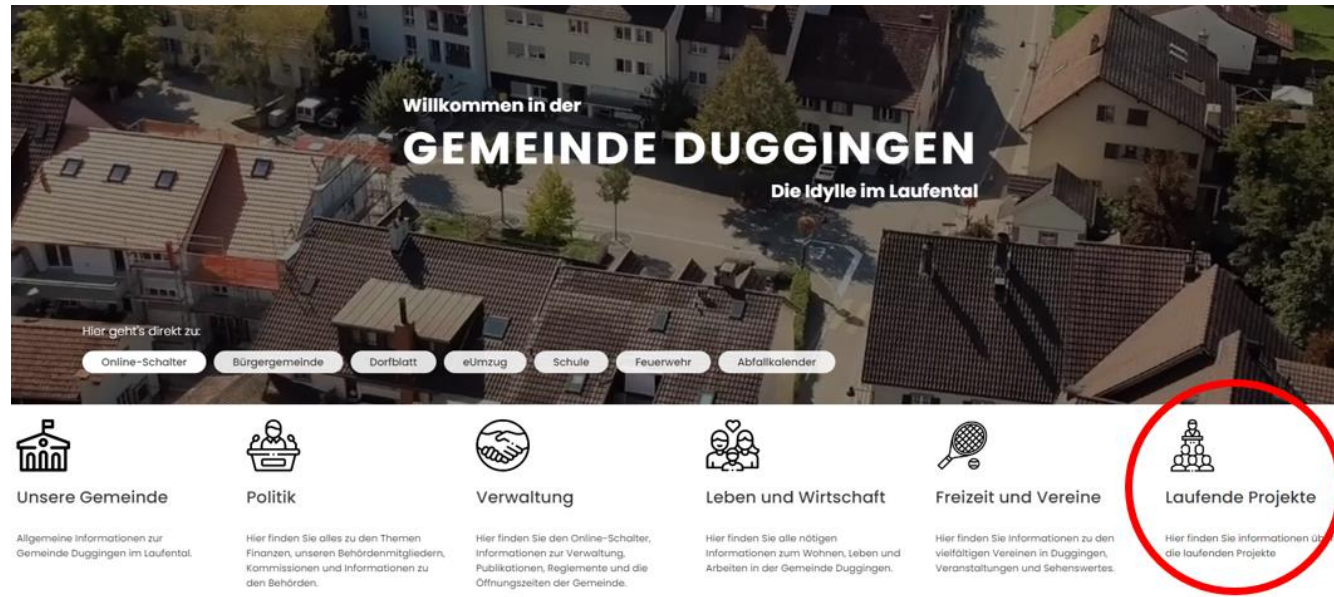 Willkommen in der
GEMEINDE DUGGINGEN
Die Idylle im Laufental
Hier geht's direkt zu:
Online-Schalter Bürgergemeinde Dorfblatt eUmzug Schule Feuerwehr Abfallkalender
Unsere Gemeinde
Allgemeine Informationen zur
Gemeinde Duggingen im Laufental.
Politik
Hier finden Sie alles zu den Themen
Finanzen, unseren Behördenmitgliedern,
Kommissionen und Informationen zu
den Behörden.
Verwaltung
Hier finden Sie den Online-Schalter,
Informationen zur Verwaltung,
Publikationen, Reglemente und die
Öffnungszeiten der Gemeinde.
Leben und Wirtschaft
Hier finden Sie alle nötigen
Informationen zum Wohnen, Leben und
Arbeiten in der Gemeinde Duggingen.
Freizeit und Vereine
Hier finden Sie Informationen zu den
vielfältigen Vereinen in Duggingen,
Veranstaltungen und Sehenswertes.
Laufende Projekte
Hier finden Sie informationen
die laufenden Projekte